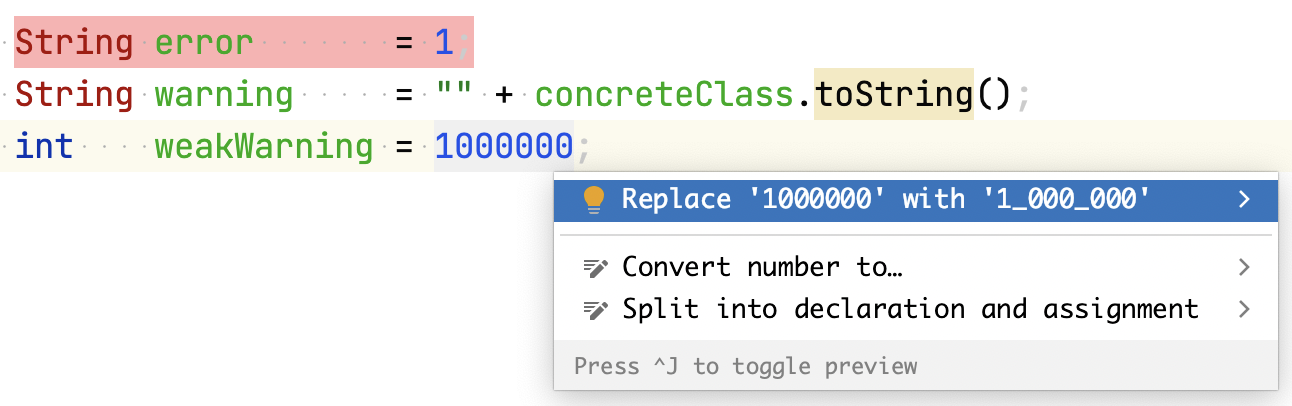 String error         = 1;
String warning     = "" + concreteClass.toString();
int    weakWarning = 1000000;
Replace '1000000' with '1_000_000'
Convert number to…
Split into declaration and assignment
Press ^J to toggle preview